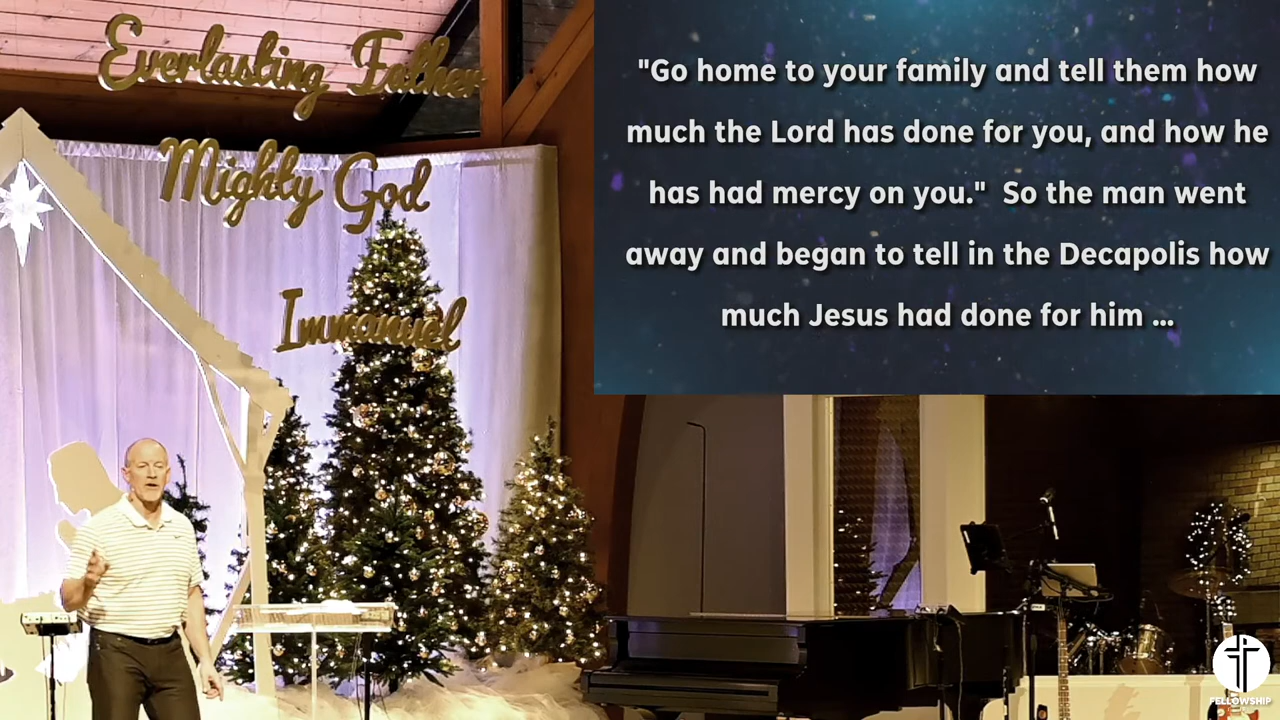 Everlasting Father
Mighty God
Immanuel
"Go home to your family and tell them how
much the Lord has done for you, and how he
has had mercy on you."  So the man went
away and began to tell in the Decapolis how
much Jesus had done for him ...
FELLOWSHIP